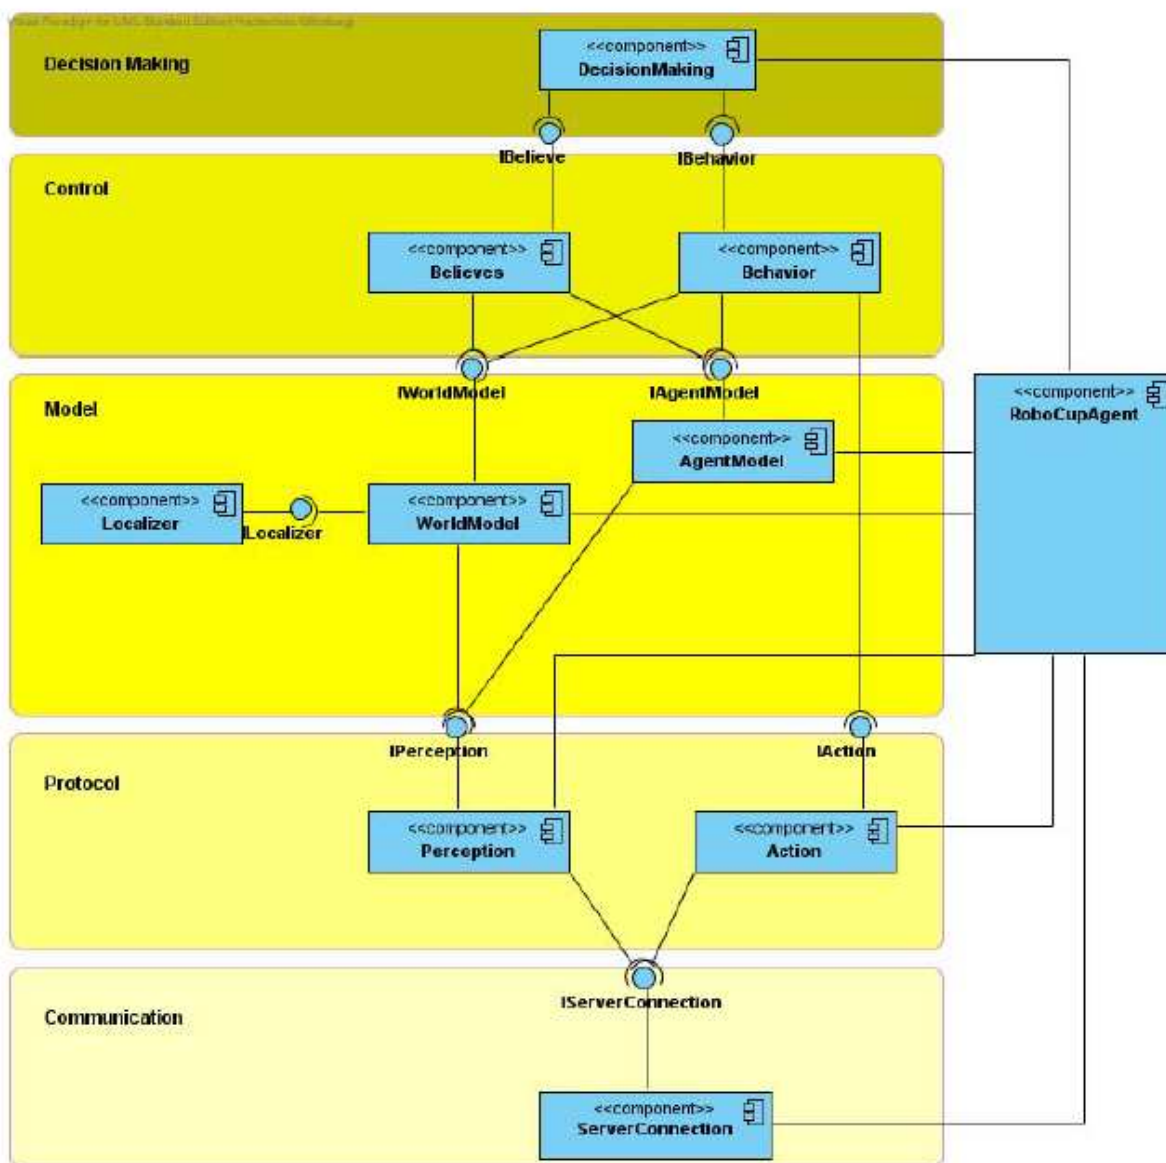 Decision Making
<<component>>
DecisionMaking
IBelieve
IBehavior
Control
<<component>>
Believes
<<component>>
Behavior
IWorldModel
IAgentModel
Model
<<component>>
RoboCupAgent
<<component>>
AgentModel
<<component>>
Localizer
ILocalizer
<<component>>
WorldModel
IPerception
IAction
Protocol
<<component>>
Perception
<<component>>
Action
IServerConnection
Communication
<<component>>
ServerConnection